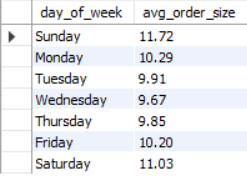 day_of_week avg_order_size
Sunday 11.72
Monday 10.29
Tuesday 9.91
Wednesday 9.67
Thursday 9.85
Friday 10.20
Saturday 11.03